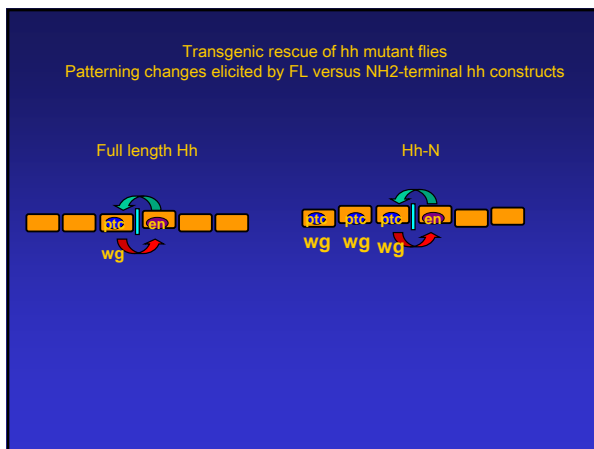 Transgenic rescue of hh mutant flies
Patterning changes elicited by FL versus NH2-terminal hh constructs
Full length Hh
Hh-N
ptc en
wg
ptc ptc ptc en
wg wg wg